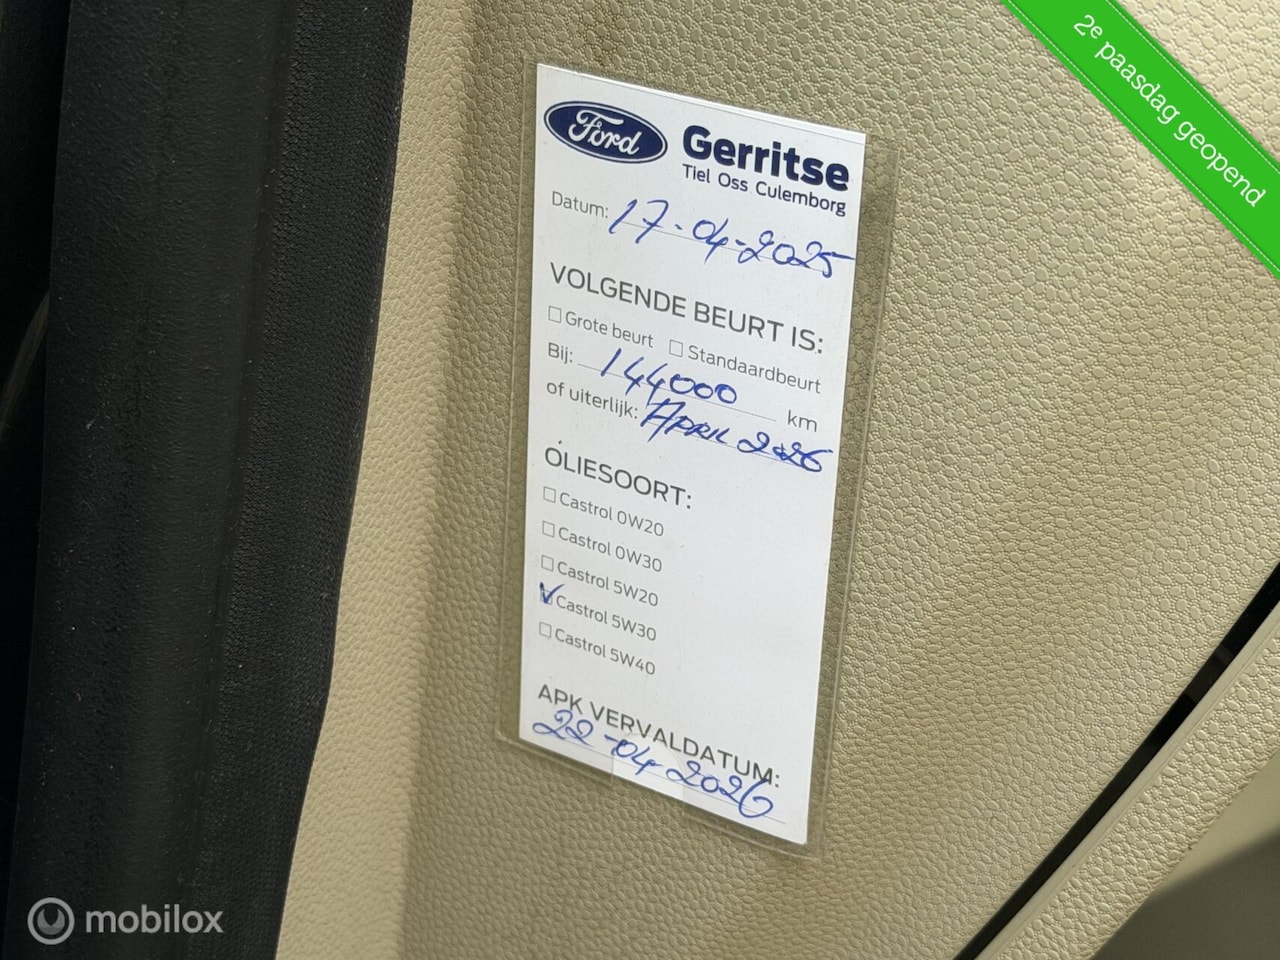 2e paasdag geopend
Ford
Gerritse
Tiel Oss Culemborg
Datum: 17-04-2025
VOLGENDE BEURT IS:
Grote beurt Standaardbeurt
Bij: 144000 km
of uiterlijk: APRIL 2026
OLIESOORT:
Castrol 0W20
Castrol 0W30
Castrol 5W20
Castrol 5W30
Castrol 5W40
APK VERVALDATUM:
22-04-2026
mobilox